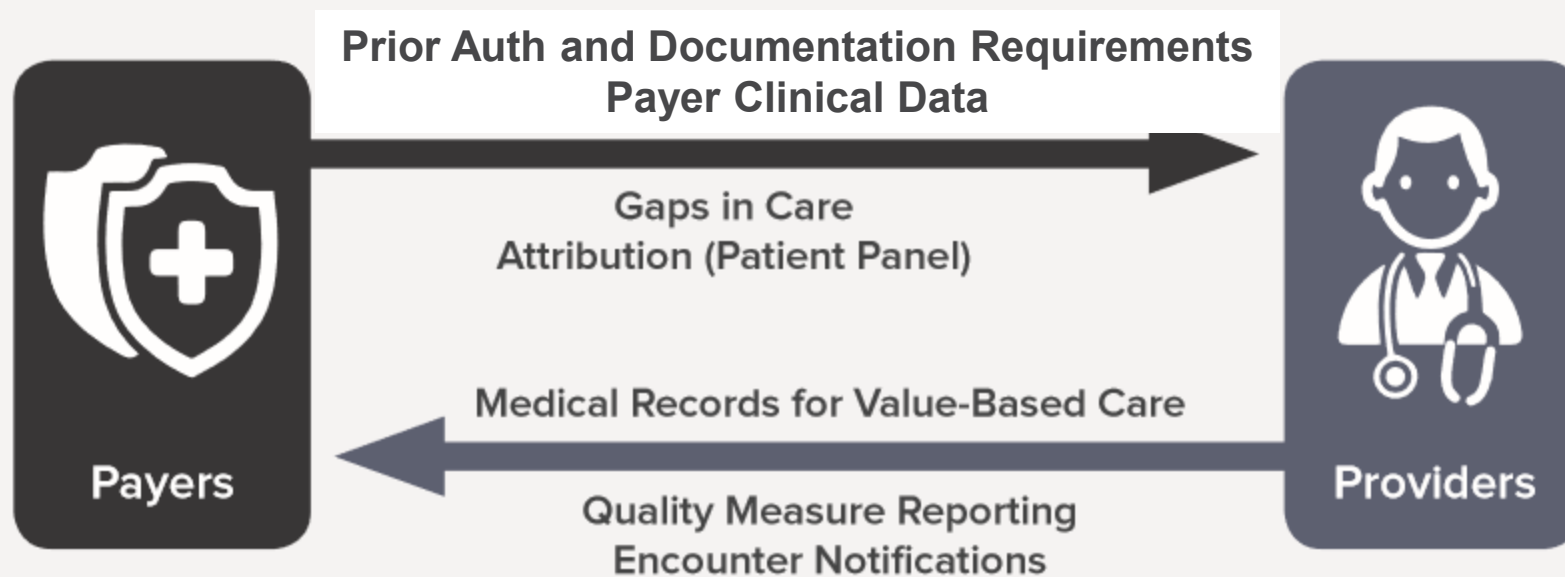 Prior Auth and Documentation Requirements
Payer Clinical Data
Gaps in Care
Attribution (Patient Panel)
Medical Records for Value-Based Care
Payers
Providers
Quality Measure Reporting
Encounter Notifications